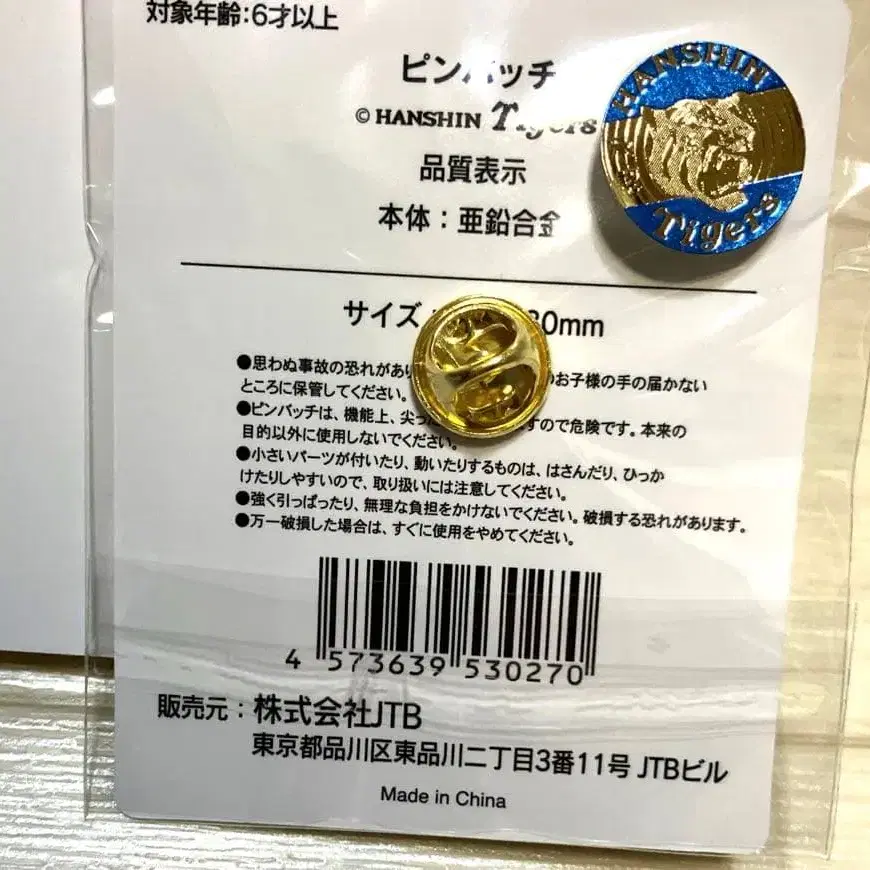 対象年齢:6才以上
ピンバッチ
© HANSHIN Tigers
HANSHIN
Tigers
品質表示
本体：亜鉛合金
サイズ 30mm
●思わぬ事故の恐れがあり のお子様の手の届かない
ところに保管してください。
●ピンバッチは、機能上、尖っ すので危険です。本来の
目的以外に使用しないでください。
●小さいパーツが付いたり、動いたりするものは、はさんだり、ひっか
けたりしやすいので、取り扱いには注意してください。
●強く引っぱったり、無理な負担をかけないでください。破損する恐れがあります。
●万一破損した場合は、すぐに使用をやめてください。
4 573639 530270
販売元：株式会社JTB
東京都品川区東品川二丁目3番11号 JTBビル
Made in China